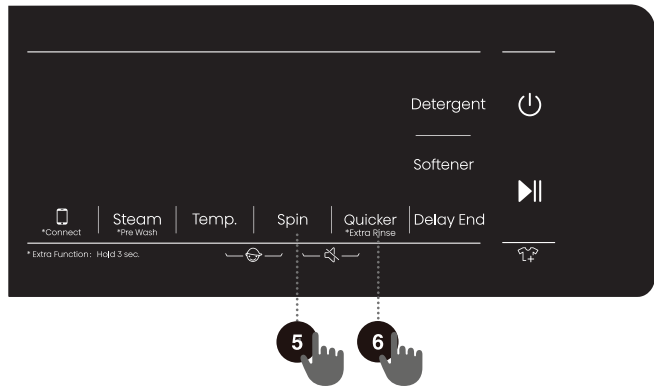 Detergent
Softener
*Connect
Steam
*Pre Wash
Temp.
Spin
Quicker
*Extra Rinse
Delay End
* Extra Function: Hold 3 sec.
L+
5
6